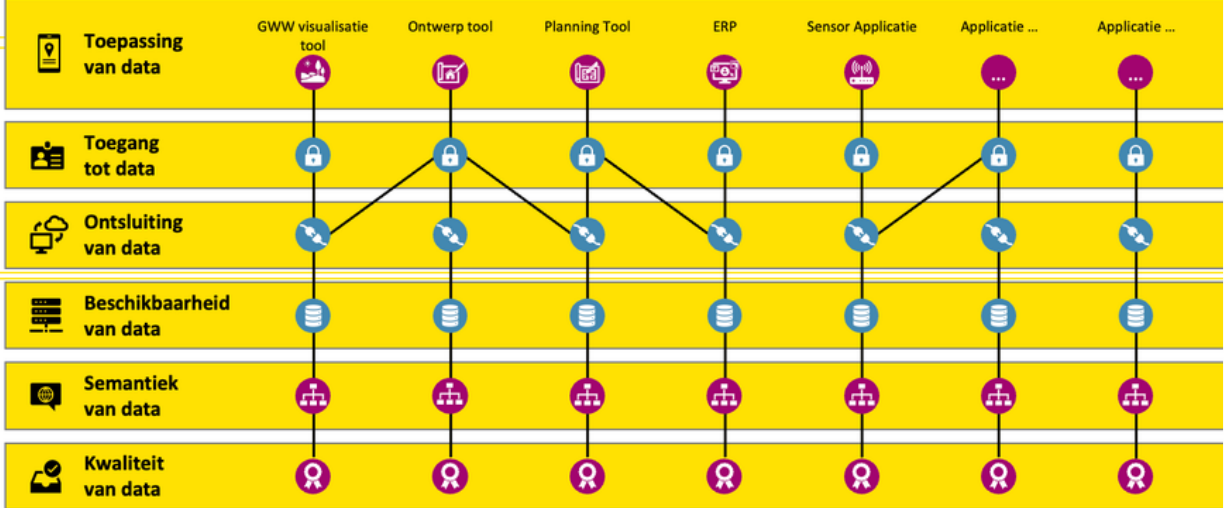 Toepassing
van data
GWW visualisatie
tool
Ontwerp tool
Planning Tool
ERP
Sensor Applicatie
Applicatie ...
Applicatie ...
...
...
Toegang
tot data
Ontsluiting
van data
Beschikbaarheid
van data
Semantiek
van data
Kwaliteit
van data